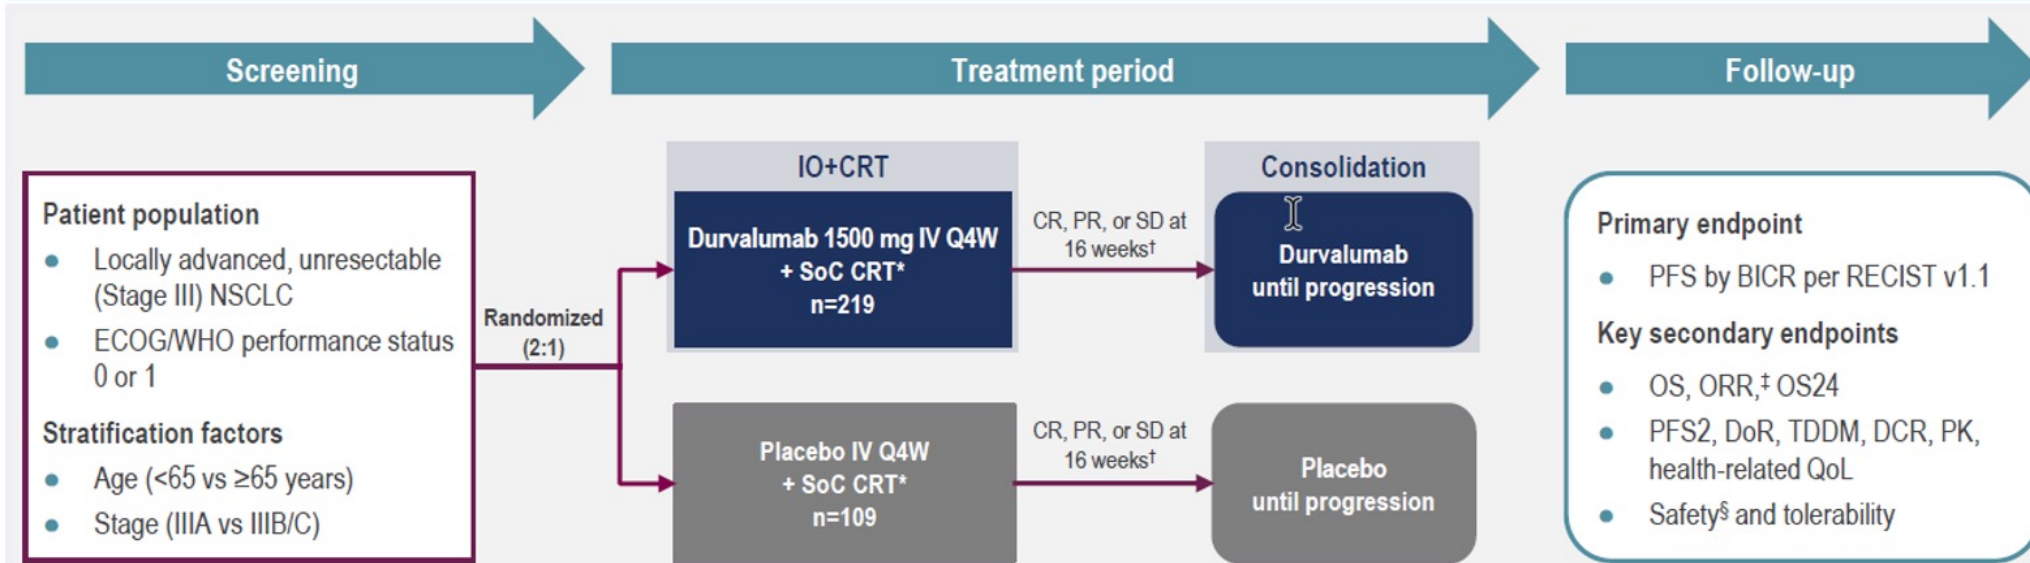 Screening
Treatment period
Follow-up
Patient population
• Locally advanced, unresectable
(Stage III) NSCLC
• ECOG/WHO performance status
0 or 1
Stratification factors
• Age (<65 vs ≥65 years)
• Stage (IIIA vs IIIB/C)
Randomized
(2:1)
IO+CRT
Durvalumab 1500 mg IV Q4W
+ SoC CRT*
n=219
CR, PR, or SD at
16 weeks†
Consolidation
Durvalumab
until progression
Placebo IV Q4W
+ SoC CRT*
n=109
CR, PR, or SD at
16 weeks†
Placebo
until progression
Primary endpoint
• PFS by BICR per RECIST v1.1
Key secondary endpoints
• OS, ORR,‡ OS24
• PFS2, DoR, TDDM, DCR, PK,
health-related QoL
• Safety§ and tolerability